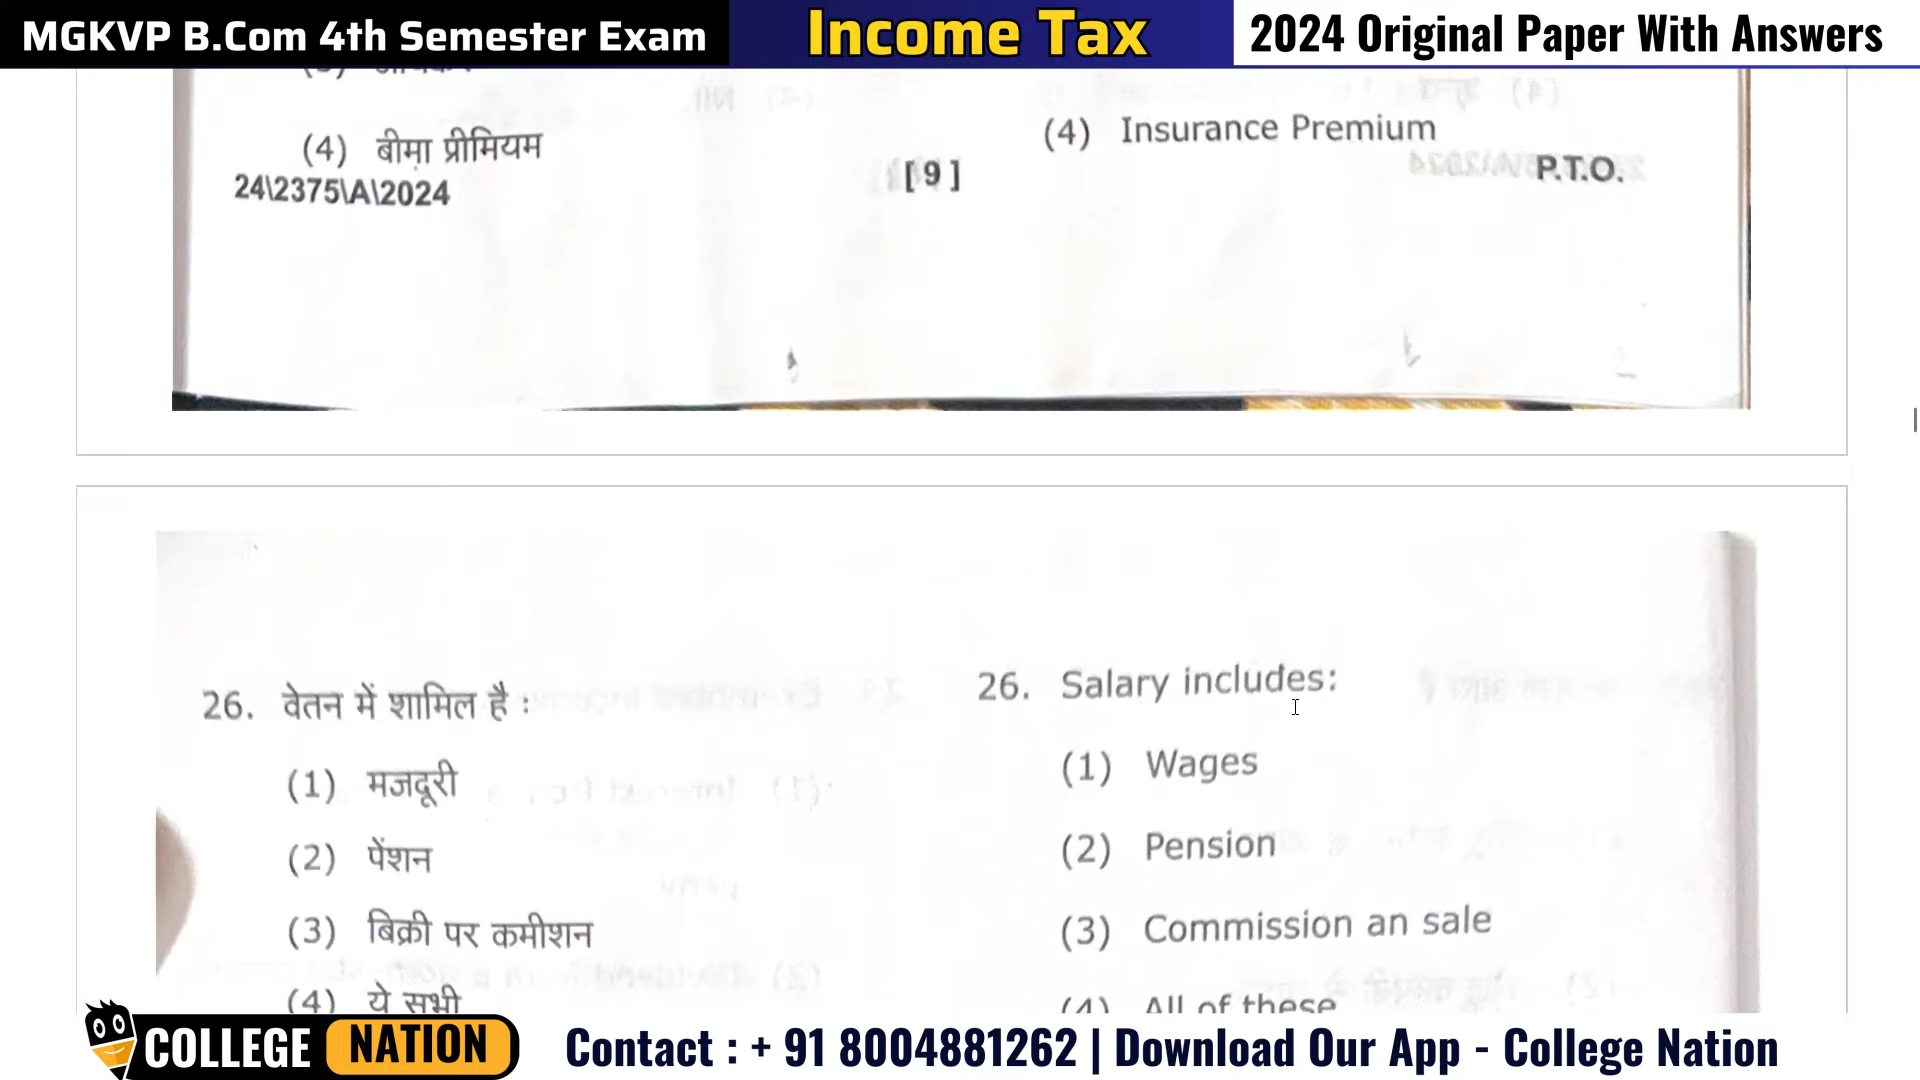 MGKVP B.Com 4th Semester Exam
Income Tax
2024 Original Paper With Answers
(4) बीमा प्रीमियम
(4) Insurance Premium
24\2375\A\2024
[9]
P.T.O.
26. वेतन में शामिल है :
(1) मजदूरी
(2) पेंशन
(3) बिक्री पर कमीशन
(4) ये सभी
26. Salary includes:
(1) Wages
(2) Pension
(3) Commission an sale
(4) All of these
COLLEGE NATION
Contact : + 91 8004881262 | Download Our App - College Nation